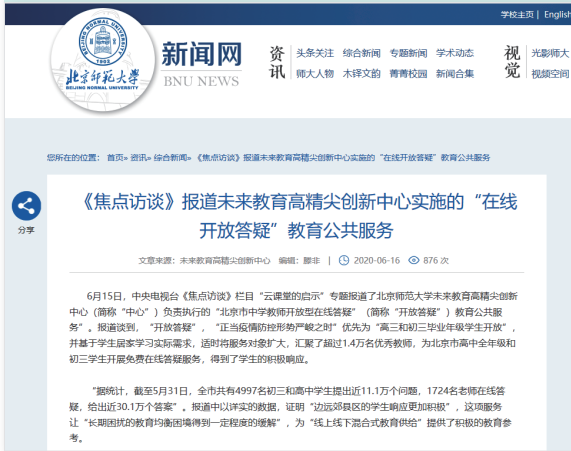 学校主页 | English
BEIJING NORMAL UNIVERSITY
1902
北京师范大学
BEIJING NORMAL UNIVERSITY
新闻网
BNU NEWS
资讯
头条关注 综合新闻 专题新闻 学术动态
师大人物 木铎文韵 菁菁校园 新闻合集
视觉
光影师大
视频空间
您所在的位置： 首页» 资讯» 综合新闻» 《焦点访谈》报道未来教育高精尖创新中心实施的“在线开放答疑”教育公共服务
分享
《焦点访谈》报道未来教育高精尖创新中心实施的“在线
开放答疑”教育公共服务
文章来源：未来教育高精尖创新中心 编辑：滕非 | 2020-06-16 876 次
6月15日，中央电视台《焦点访谈》栏目“云课堂的启示”专题报道了北京师范大学未来教育高精尖创新
中心（简称“中心”）负责执行的“北京市中学教师开放型在线答疑”（简称“开放答疑”）教育公共服
务”。报道谈到，“开放答疑”，“正当疫情防控形势严峻之时”优先为“高三和初三毕业年级学生开放”，
并基于学生居家学习实际需求，适时将服务对象扩大，汇聚了超过1.4万名优秀教师，为北京市高中全年级和
初三学生开展免费在线答疑服务，得到了学生的积极响应。
“据统计，截至5月31日，全市共有4997名初三和高中学生提出近11.1万个问题，1724名老师在线答
疑，给出近30.1万个答案”。报道中以详实的数据，证明“边远郊县区的学生响应更加积极”，这项服务
让“长期困扰的教育均衡困境得到一定程度的缓解”，为“线上线下混合式教育供给”提供了积极的教育参
考。